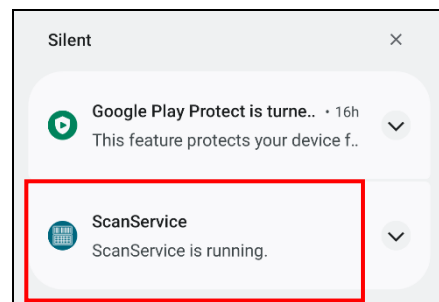 Silent
Google Play Protect is turne.. • 16h
This feature protects your device f..
ScanService
ScanService is running.